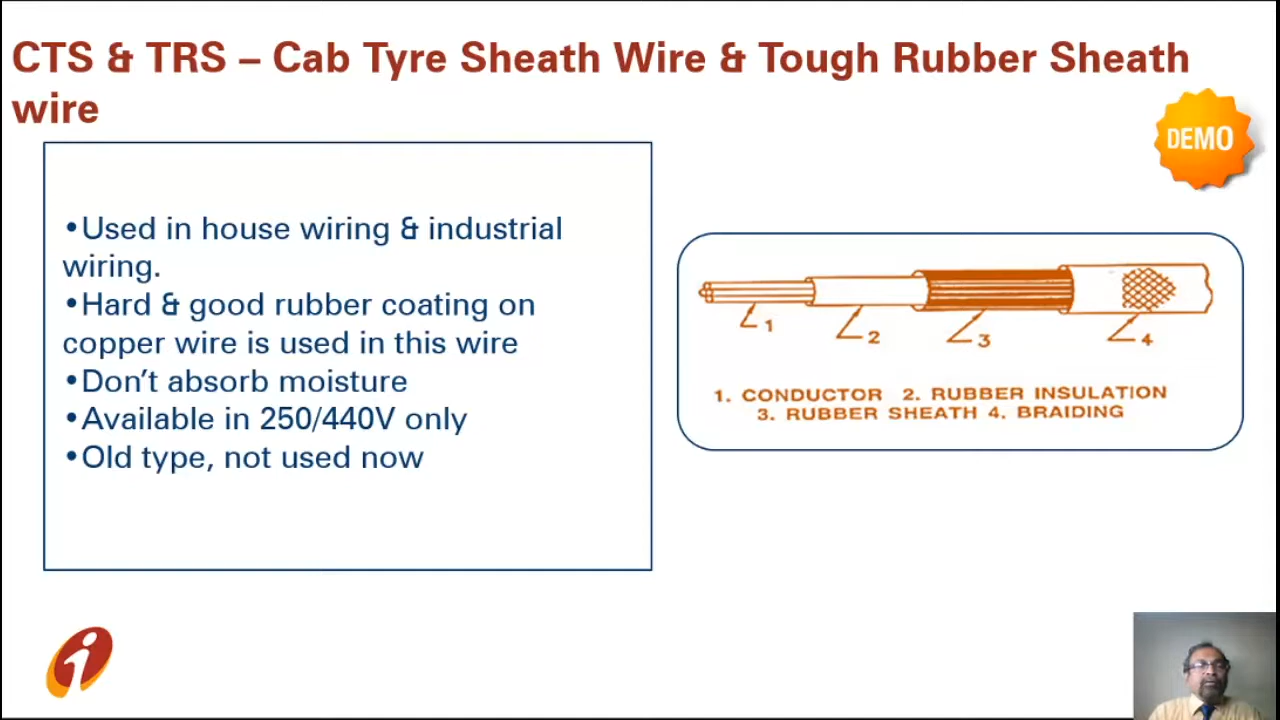 CTS & TRS – Cab Tyre Sheath Wire & Tough Rubber Sheath
wire
DEMO
•Used in house wiring & industrial
wiring.
•Hard & good rubber coating on
copper wire is used in this wire
•Don’t absorb moisture
•Available in 250/440V only
•Old type, not used now
1 2 3 4
1. CONDUCTOR 2. RUBBER INSULATION
3. RUBBER SHEATH 4. BRAIDING
i